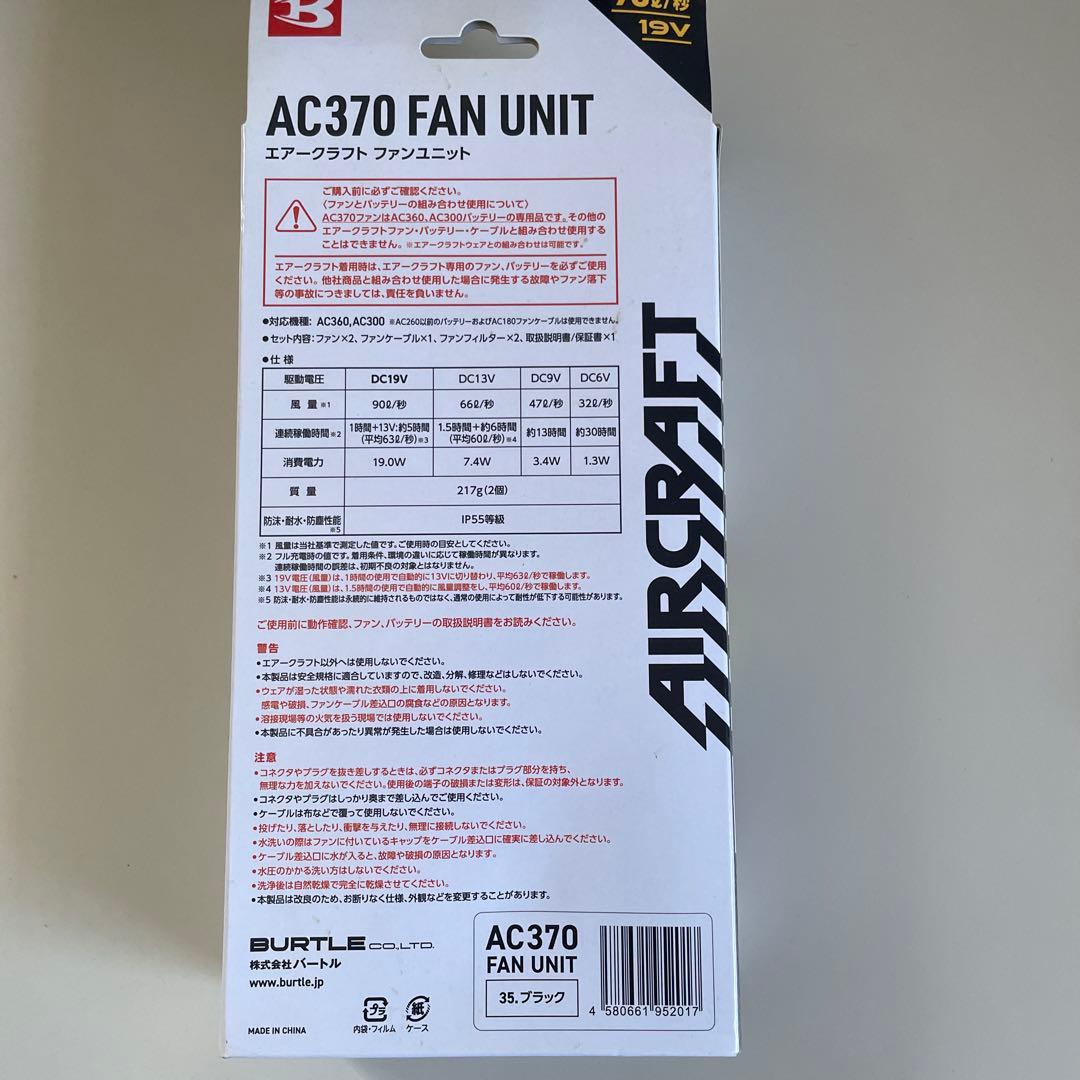 B
19V
AC370 FAN UNIT
エアークラフト ファンユニット
ご購入前に必ずご確認ください。
〈ファンとバッテリーの組み合わせ使用について〉
AC370ファンはAC360、AC300バッテリーの専用品です。その他の
エアークラフトファン・バッテリー・ケーブルと組み合わせ使用する
ことはできません。※エアークラフトウェアとの組み合わせは可能です。
エアークラフト着用時は、エアークラフト専用のファン、バッテリーを必ずご使用
ください。他社商品と組み合わせ使用した場合に発生する故障やファン落下
等の事故につきましては、責任を負いません。
●対応機種: AC360,AC300 ※AC260以前のバッテリーおよびAC180ファンケーブルは使用できません。
●セット内容:ファン×2、ファンケーブル×1、ファンフィルター×2、取扱説明書/保証書×1
●仕様
駆動電圧 DC19V DC13V DC9V DC6V
風量※1 90ℓ/秒 66ℓ/秒 47ℓ/秒 32ℓ/秒
連続稼働時間※2 1時間+13V:約5時間 1.5時間+約6時間 約13時間 約30時間
(平均63ℓ/秒)※3 (平均60ℓ/秒)※4
消費電力 19.0W 7.4W 3.4W 1.3W
質量 217g(2個)
防沫・耐水・防塵性能 IP55等級
※5
※1 風量は当社基準で測定した値です。ご使用時の目安としてください。
※2 フル充電時の値です。着用条件、環境の違いに応じて稼働時間が異なります。
連続稼働時間の誤差は、初期不良の対象とはなりません。
※3 19V電圧(風量)は、1時間の使用で自動的に13Vに切り替わり、平均63ℓ/秒で稼働します。
※4 13V電圧(風量)は、1.5時間の使用で自動的に風量調整をし、平均60ℓ/秒で稼働します。
※5 防沫・耐水・防塵性能は永続的に維持されるものではなく、通常の使用によって耐性が低下する可能性があります。
ご使用前に動作確認、ファン、バッテリーの取扱説明書をお読みください。
警告
•エアークラフト以外へは使用しないでください。
•本製品は安全規格に適合していますので、改造、分解、修理などはしないでください。
•ウェアが湿った状態や濡れた衣類の上に着用しないでください。
感電や破損、ファンケーブル差込口の腐食などの原因となります。
•溶接現場等の火気を扱う現場では使用しないでください。
•本製品に不具合があったり異常が発生した場合は使用しないでください。
注意
•コネクタやプラグを抜き差しするときは、必ずコネクタまたはプラグ部分を持ち、
無理な力を加えないでください。使用後の端子の破損または変形は、保証の対象外となります。
•コネクタやプラグはしっかり奥まで差し込んでご使用ください。
•ケーブルは布などで覆って使用しないでください。
•投げたり、落としたり、衝撃を与えたり、無理に接続しないでください。
•水洗いの際はファンに付いているキャップをケーブル差込口に確実に差し込んでください。
•ケーブル差込口に水が入ると、故障や破損の原因となります。
•水圧のかかる洗い方はしないでください。
•洗浄後は自然乾燥で完全に乾燥させてください。
•本製品は改良のため、お断りなく仕様、外観などを変更することがあります。
AIRCRAFT
BURTLE CO.,LTD.
株式会社バートル
www.burtle.jp
MADE IN CHINA
プラ
内袋・フィルム
紙
ケース
AC370
FAN UNIT
35.ブラック
4 580661 952017